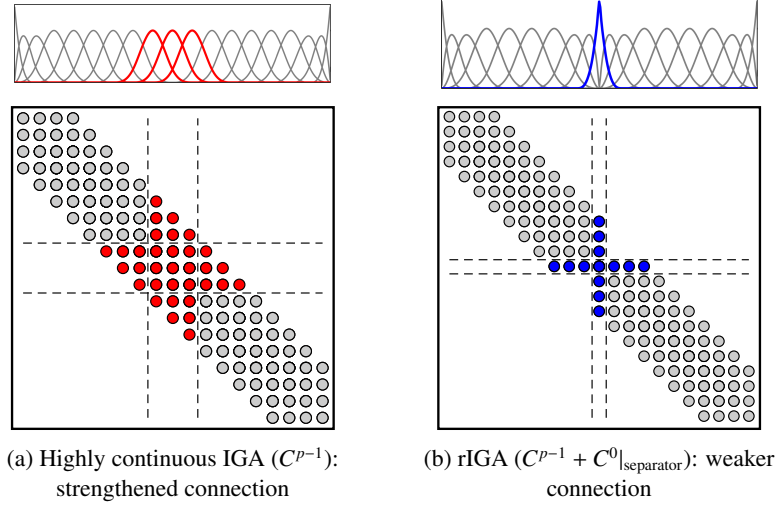 (a) Highly continuous IGA (C^{p−1}):
strengthened connection
(b) rIGA (C^{p−1} + C^0|_{separator}): weaker
connection